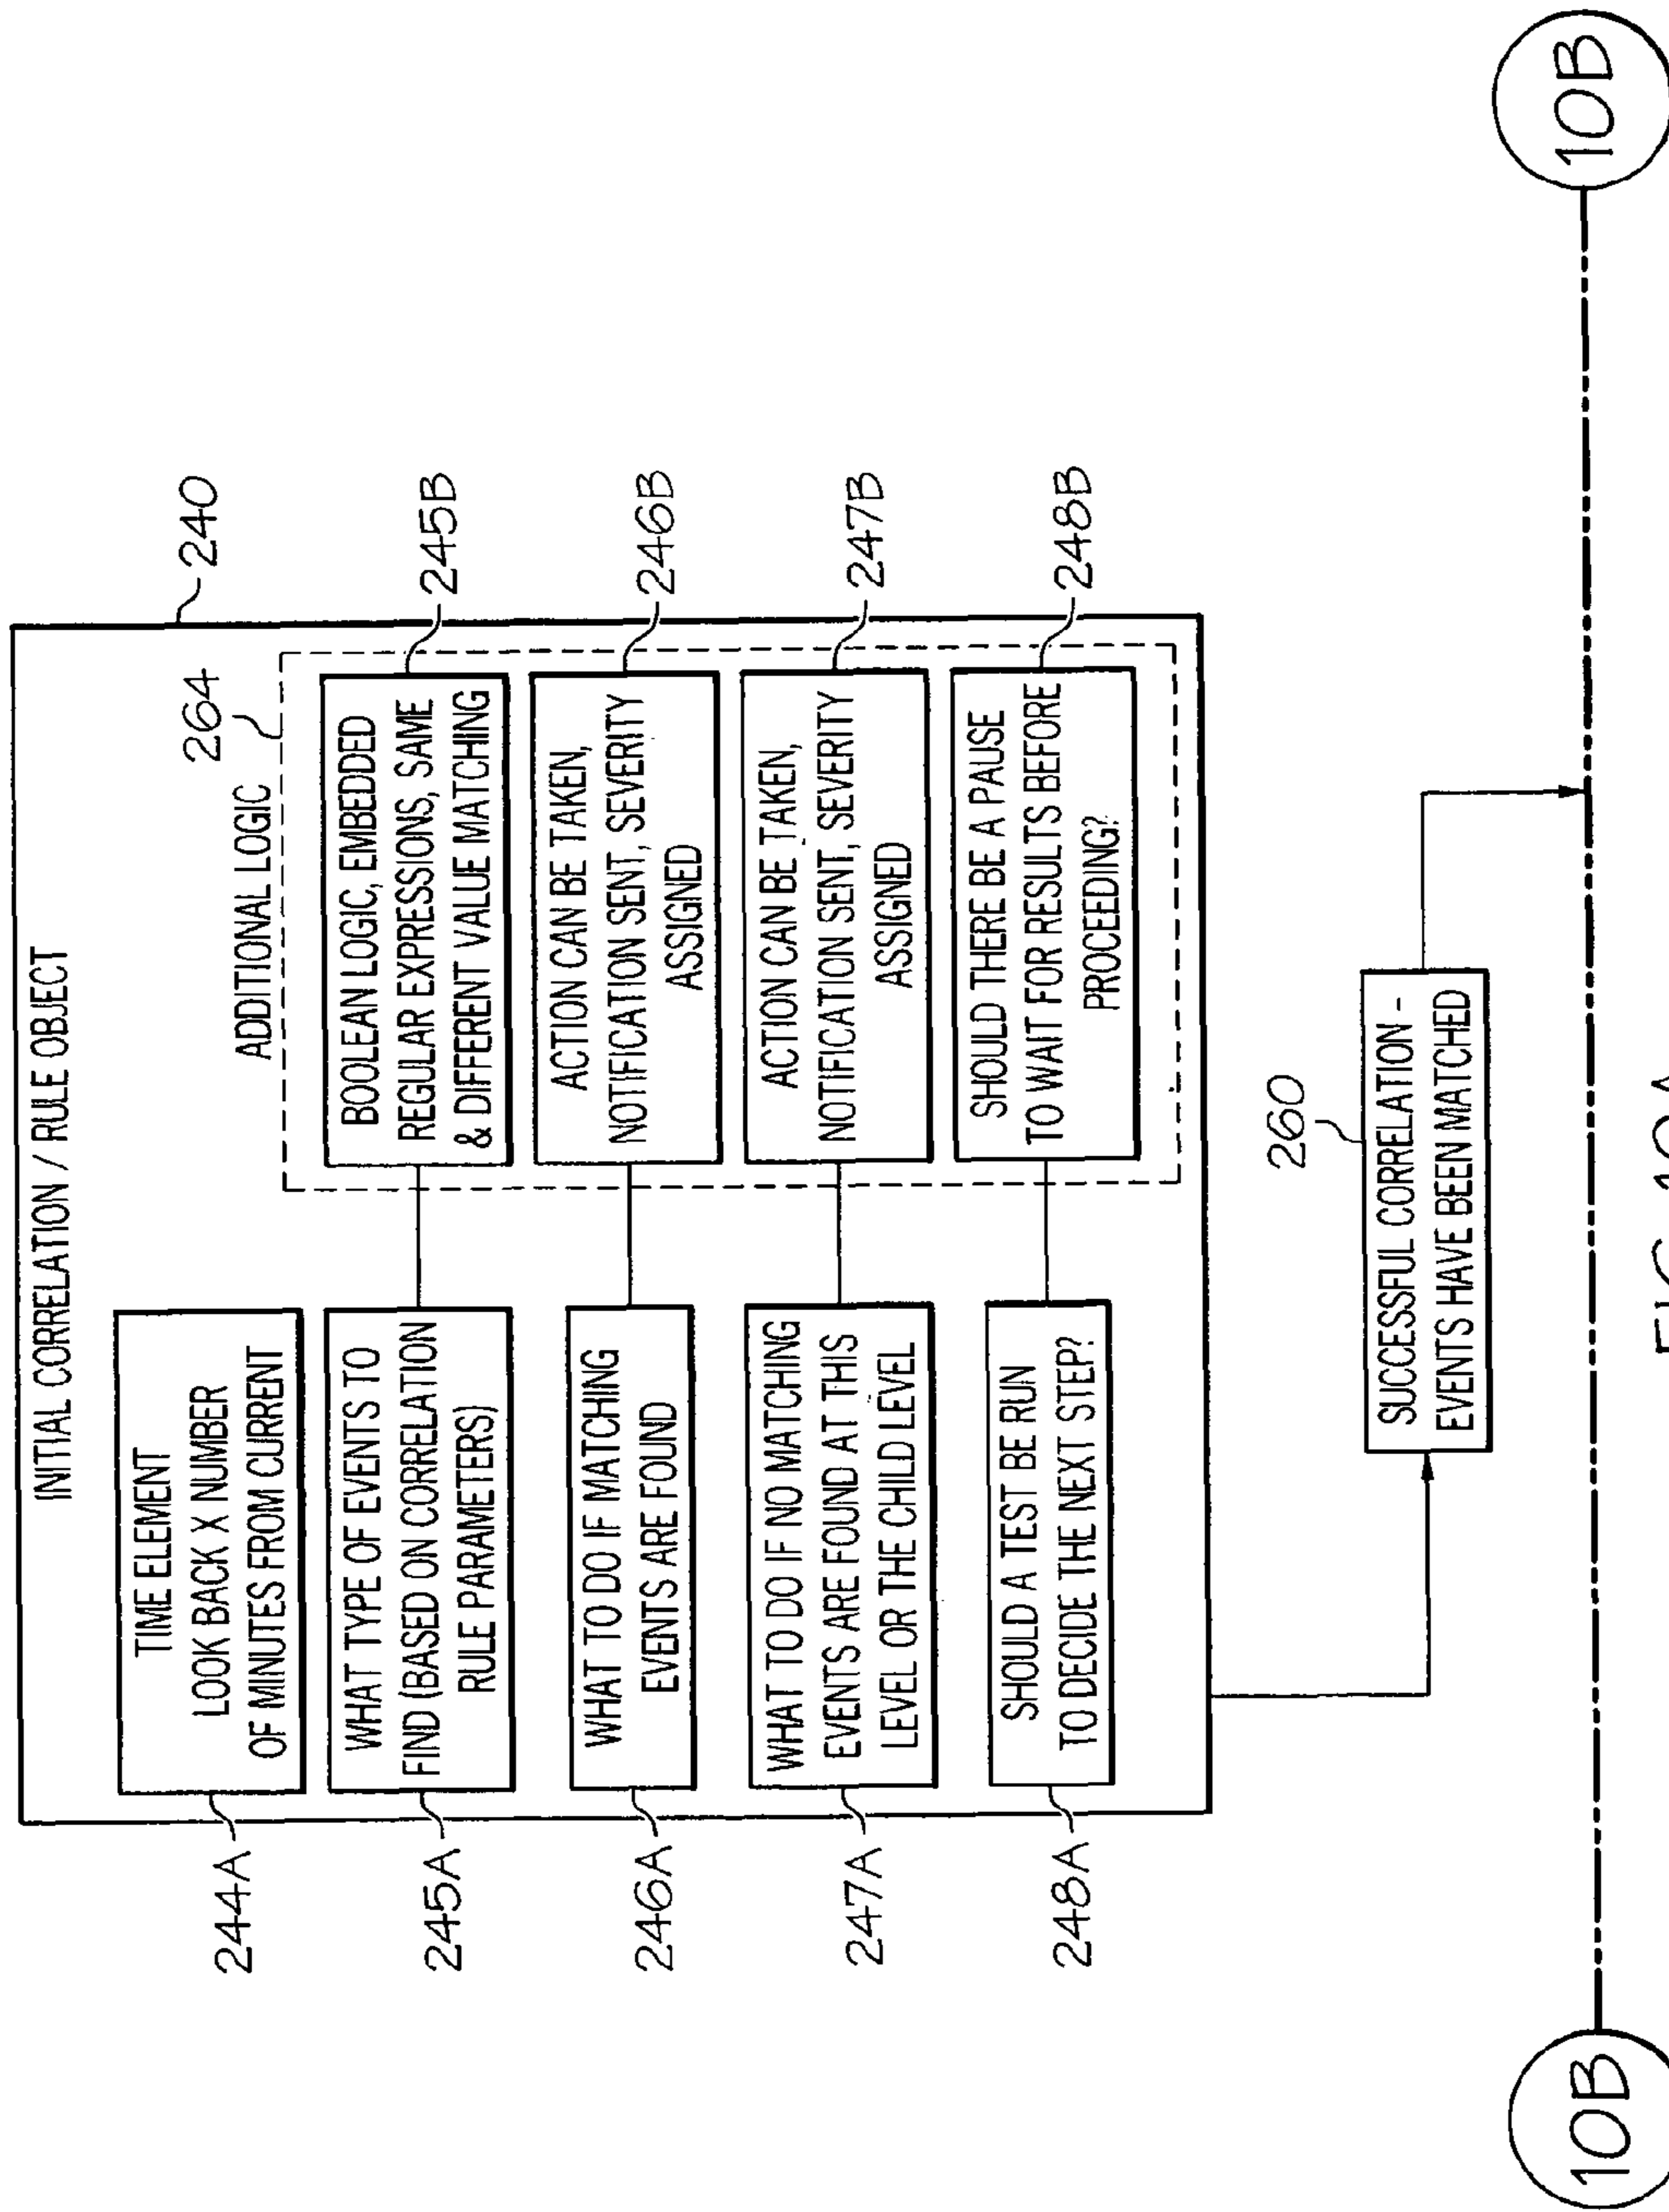 INITIAL CORRELATION / RULE OBJECT
240
264
ADDITIONAL LOGIC
244A
TIME ELEMENT
LOOK BACK X NUMBER
OF MINUTES FROM CURRENT
245A
WHAT TYPE OF EVENTS TO
FIND (BASED ON CORRELATION
RULE PARAMETERS)
BOOLEAN LOGIC, EMBEDDED
REGULAR EXPRESSIONS, SAME
& DIFFERENT VALUE MATCHING
245B
246A
WHAT TO DO IF MATCHING
EVENTS ARE FOUND
ACTION CAN BE TAKEN,
NOTIFICATION SENT, SEVERITY
ASSIGNED
246B
247A
WHAT TO DO IF NO MATCHING
EVENTS ARE FOUND AT THIS
LEVEL OR THE CHILD LEVEL
ACTION CAN BE TAKEN,
NOTIFICATION SENT, SEVERITY
ASSIGNED
247B
248A
SHOULD A TEST BE RUN
TO DECIDE THE NEXT STEP?
SHOULD THERE BE A PAUSE
TO WAIT FOR RESULTS BEFORE
PROCEEDING?
248B
260
SUCCESSFUL CORRELATION -
EVENTS HAVE BEEN MATCHED
10B
10B
FIG. 10A